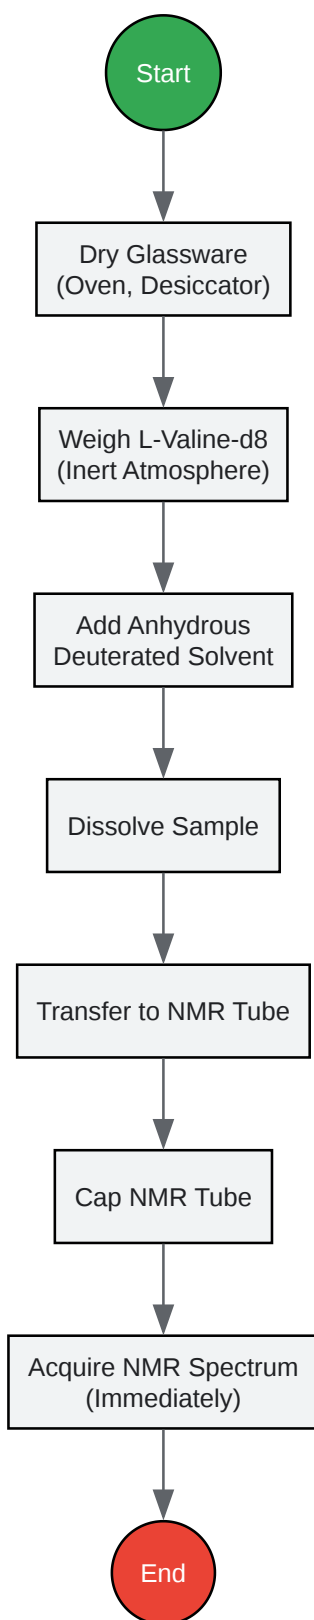 Start
Dry Glassware
(Oven, Desiccator)
Weigh L-Valine-d8
(Inert Atmosphere)
Add Anhydrous
Deuterated Solvent
Dissolve Sample
Transfer to NMR Tube
Cap NMR Tube
Acquire NMR Spectrum
(Immediately)
End